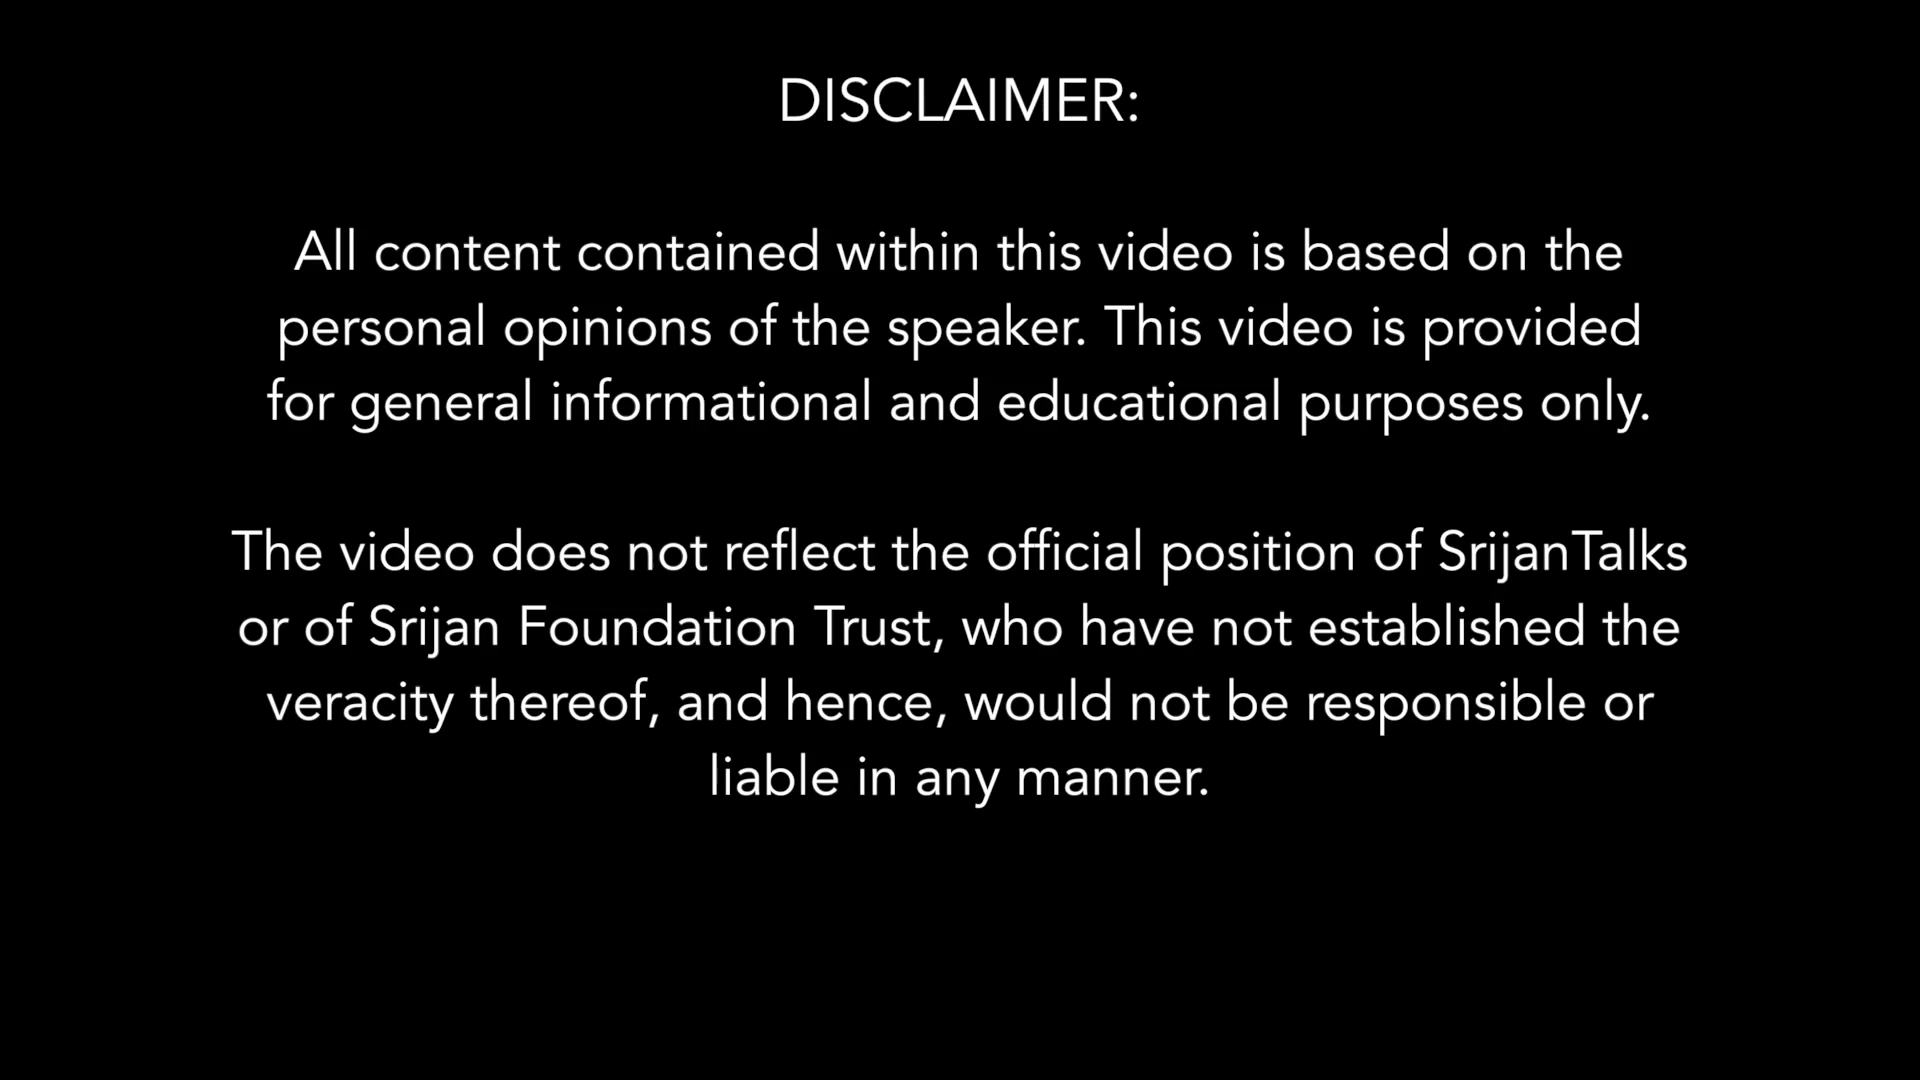 DISCLAIMER:
All content contained within this video is based on the
personal opinions of the speaker. This video is provided
for general informational and educational purposes only.
The video does not reflect the official position of SrijanTalks
or of Srijan Foundation Trust, who have not established the
veracity thereof, and hence, would not be responsible or
liable in any manner.